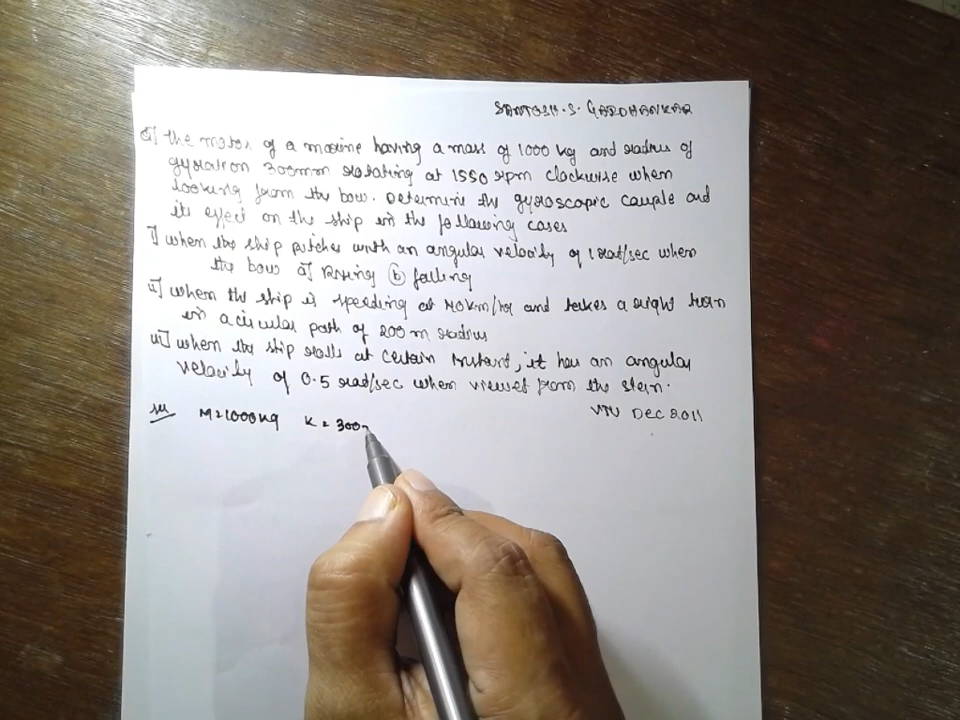 SANTOSH.S. GARDHANKAR
a] The motor of a marine having a mass of 1000 kg and radius of
gyration 300mm rotating at 1550 rpm clockwise when
looking from the bow. Determine the gyroscopic couple and
its effect on the ship in the following cases
i] when the ship pitches with an angular velocity of 1 rad/sec when
the bow a] Rising (b) falling
ii] when the ship is speeding at 40km/hr and takes a right turn
in a circular path of 200 m radius
iii] when the ship rolls at certain instant, it has an angular
velocity of 0.5 rad/sec when viewed from the stern.
VTU Dec 2011
M=1000kg K = 300